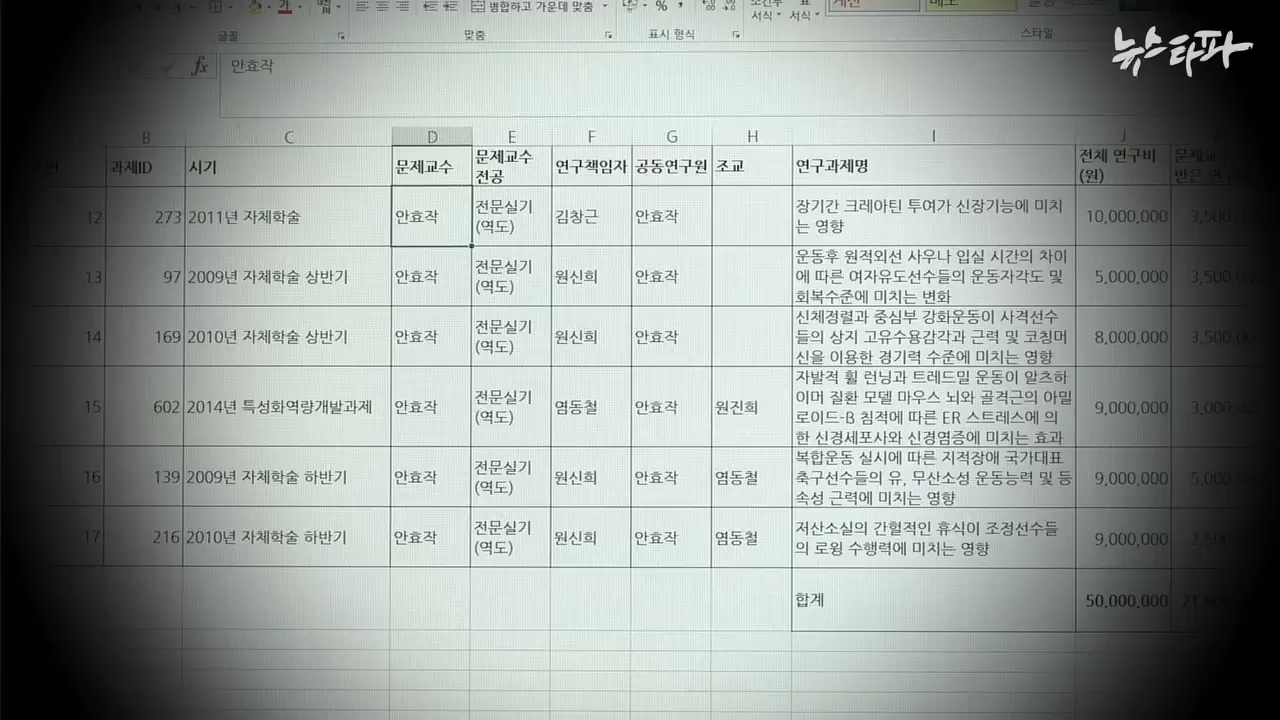 병합하고 가운데 맞춤 %
서식 서식
글꼴 맞춤 표시 형식 스타일
뉴스타파
fx 안효작
B C D E F G H I J
과제ID 시기 문제교수 문제교수 전공 연구책임자 공동연구원 조교 연구과제명 전체 연구비 (원)
12 273 2011년 자체학술 안효작 전문실기 (역도) 김창근 안효작 장기간 크레아틴 투여가 신장기능에 미치는 영향 10,000,000
13 97 2009년 자체학술 상반기 안효작 전문실기 (역도) 원신희 안효작 운동후 원적외선 사우나 입실 시간의 차이에 따른 여자유도선수들의 운동자각도 및 회복수준에 미치는 변화 5,000,000 3,500,000
14 169 2010년 자체학술 상반기 안효작 전문실기 (역도) 원신희 안효작 신체정렬과 중심부 강화운동이 사격선수들의 상지 고유수용감각과 근력 및 코칭머신을 이용한 경기력 수준에 미치는 영향 8,000,000 3,500,000
15 602 2014년 특성화역량개발과제 안효작 전문실기 (역도) 염동철 안효작 원진희 자발적 휠 런닝과 트레드밀 운동이 알츠하이머 질환 모델 마우스 뇌와 골격근의 아밀로이드-ß 침적에 따른 ER 스트레스에 의한 신경세포사와 신경염증에 미치는 효과 9,000,000 3,000,000
16 139 2009년 자체학술 하반기 안효작 전문실기 (역도) 원신희 안효작 염동철 복합운동 실시에 따른 지적장애 국가대표 축구선수들의 유, 무산소성 운동능력 및 등속성 근력에 미치는 영향 9,000,000
17 216 2010년 자체학술 하반기 안효작 전문실기 (역도) 원신희 안효작 염동철 저산소실의 간헐적인 휴식이 조정선수들의 로윙 수행력에 미치는 영향 9,000,000
합계 50,000,000